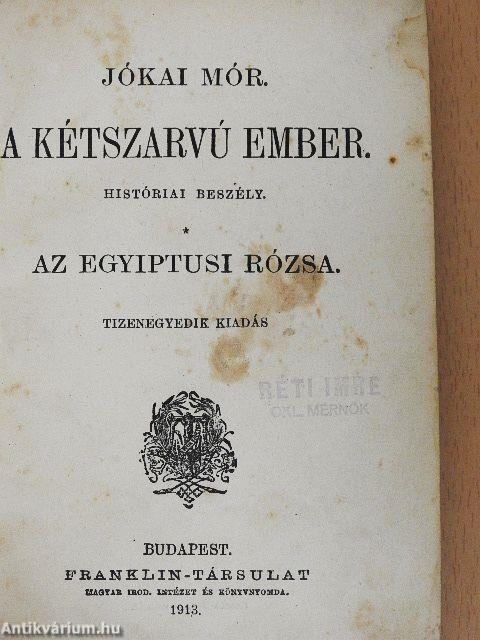 JÓKAI MÓR.
A KÉTSZARVÚ EMBER.
HISTÓRIAI BESZÉLY.
*
AZ EGYIPTUSI RÓZSA.
TIZENEGYEDIK KIADÁS
RÉTI IMRE
OKL. MÉRNÖK
BUDAPEST.
FRANKLIN-TÁRSULAT
MAGYAR IROD. INTÉZET ÉS KÖNYVNYOMDA.
1913.
Antikvárium.hu